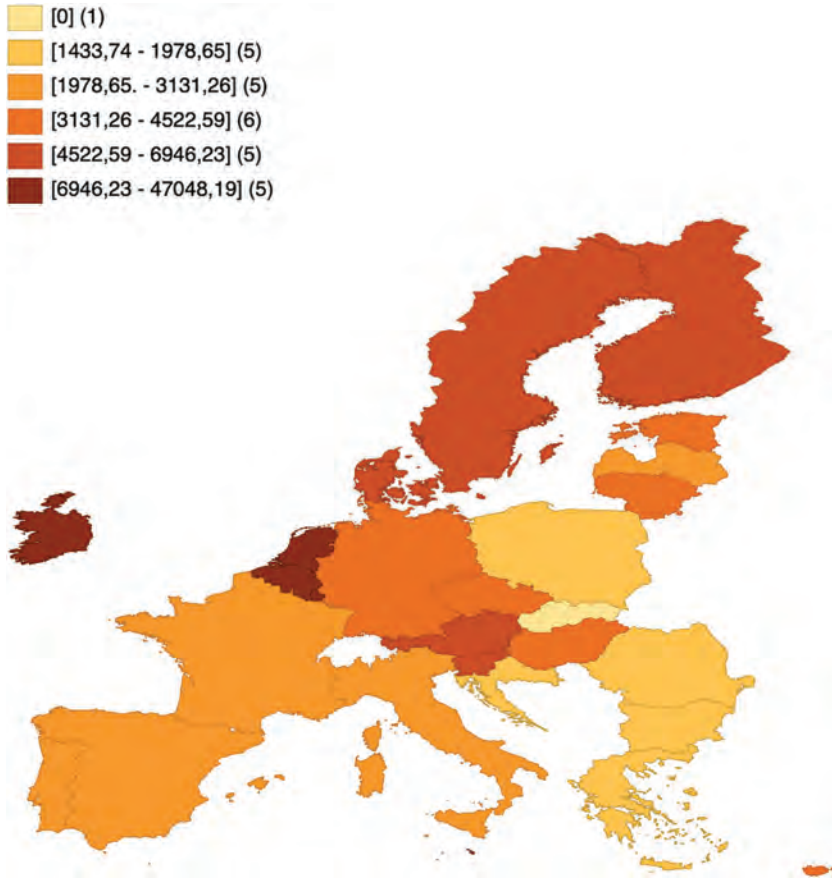 [0] (1)
[1433,74 - 1978,65] (5)
[1978,65. - 3131,26] (5)
[3131,26 - 4522,59] (6)
[4522,59 - 6946,23] (5)
[6946,23 - 47048,19] (5)